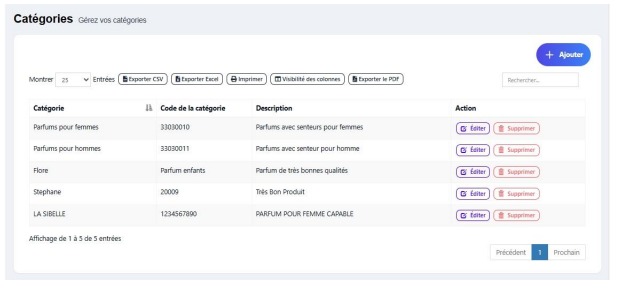 Catégories Gérez vos catégories
+ Ajouter
Montrer 25 Entrées Exporter CSV Exporter Excel Imprimer Visibilité des colonnes Exporter le PDF Rechercher...
Catégorie Code de la catégorie Description Action
Parfums pour femmes 33030010 Parfums avec senteurs pour femmes Éditer Supprimer
Parfums pour hommes 33030011 Parfums avec senteur pour homme Éditer Supprimer
Flore Parfum enfants Parfum de très bonnes qualités Éditer Supprimer
Stephane 20009 Très Bon Produit Éditer Supprimer
LA SIBELLE 1234567890 PARFUM POUR FEMME CAPABLE Éditer Supprimer
Affichage de 1 à 5 de 5 entrées
Précédent 1 Prochain